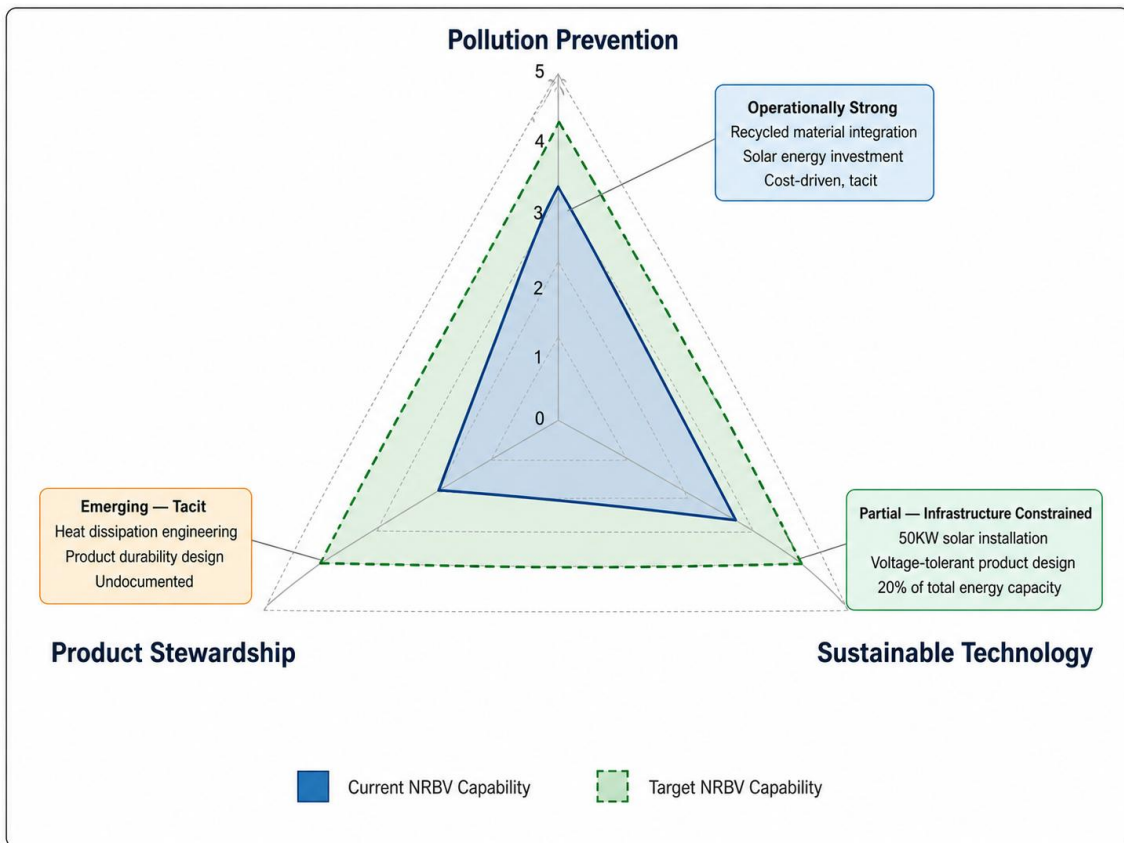 Pollution Prevention
5
4
3
2
1
0
Operationally Strong
Recycled material integration
Solar energy investment
Cost-driven, tacit
Emerging — Tacit
Heat dissipation engineering
Product durability design
Undocumented
Partial — Infrastructure Constrained
50KW solar installation
Voltage-tolerant product design
20% of total energy capacity
Product Stewardship
Sustainable Technology
Current NRBV Capability
Target NRBV Capability